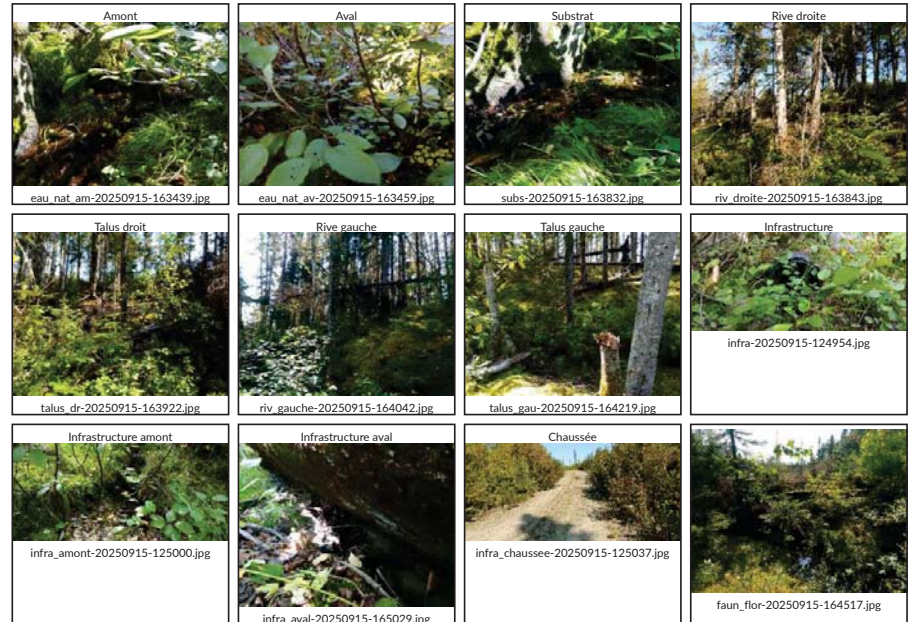 Amont
Aval
Substrat
Rive droite
eau_nat_am-20250915-163439.jpg
eau_nat_av-20250915-163459.jpg
subs-20250915-163832.jpg
riv_droite-20250915-163843.jpg
Talus droit
Rive gauche
Talus gauche
Infrastructure
talus_dr-20250915-163922.jpg
riv_gauche-20250915-164042.jpg
talus_gau-20250915-164219.jpg
infra-20250915-124954.jpg
Infrastructure amont
Infrastructure aval
Chaussée
infra_amont-20250915-125000.jpg
infra_aval-20250915-165029.jpg
infra_chaussee-20250915-125037.jpg
faun_flor-20250915-164517.jpg